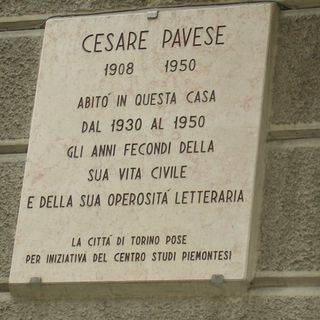 CESARE PAVESE
1908 1950
ABITÒ IN QUESTA CASA
DAL 1930 AL 1950
GLI ANNI FECONDI DELLA
SUA VITA CIVILE
E DELLA SUA OPEROSITÀ LETTERARIA
LA CITTÀ DI TORINO POSE
PER INIZIATIVA DEL CENTRO STUDI PIEMONTESI